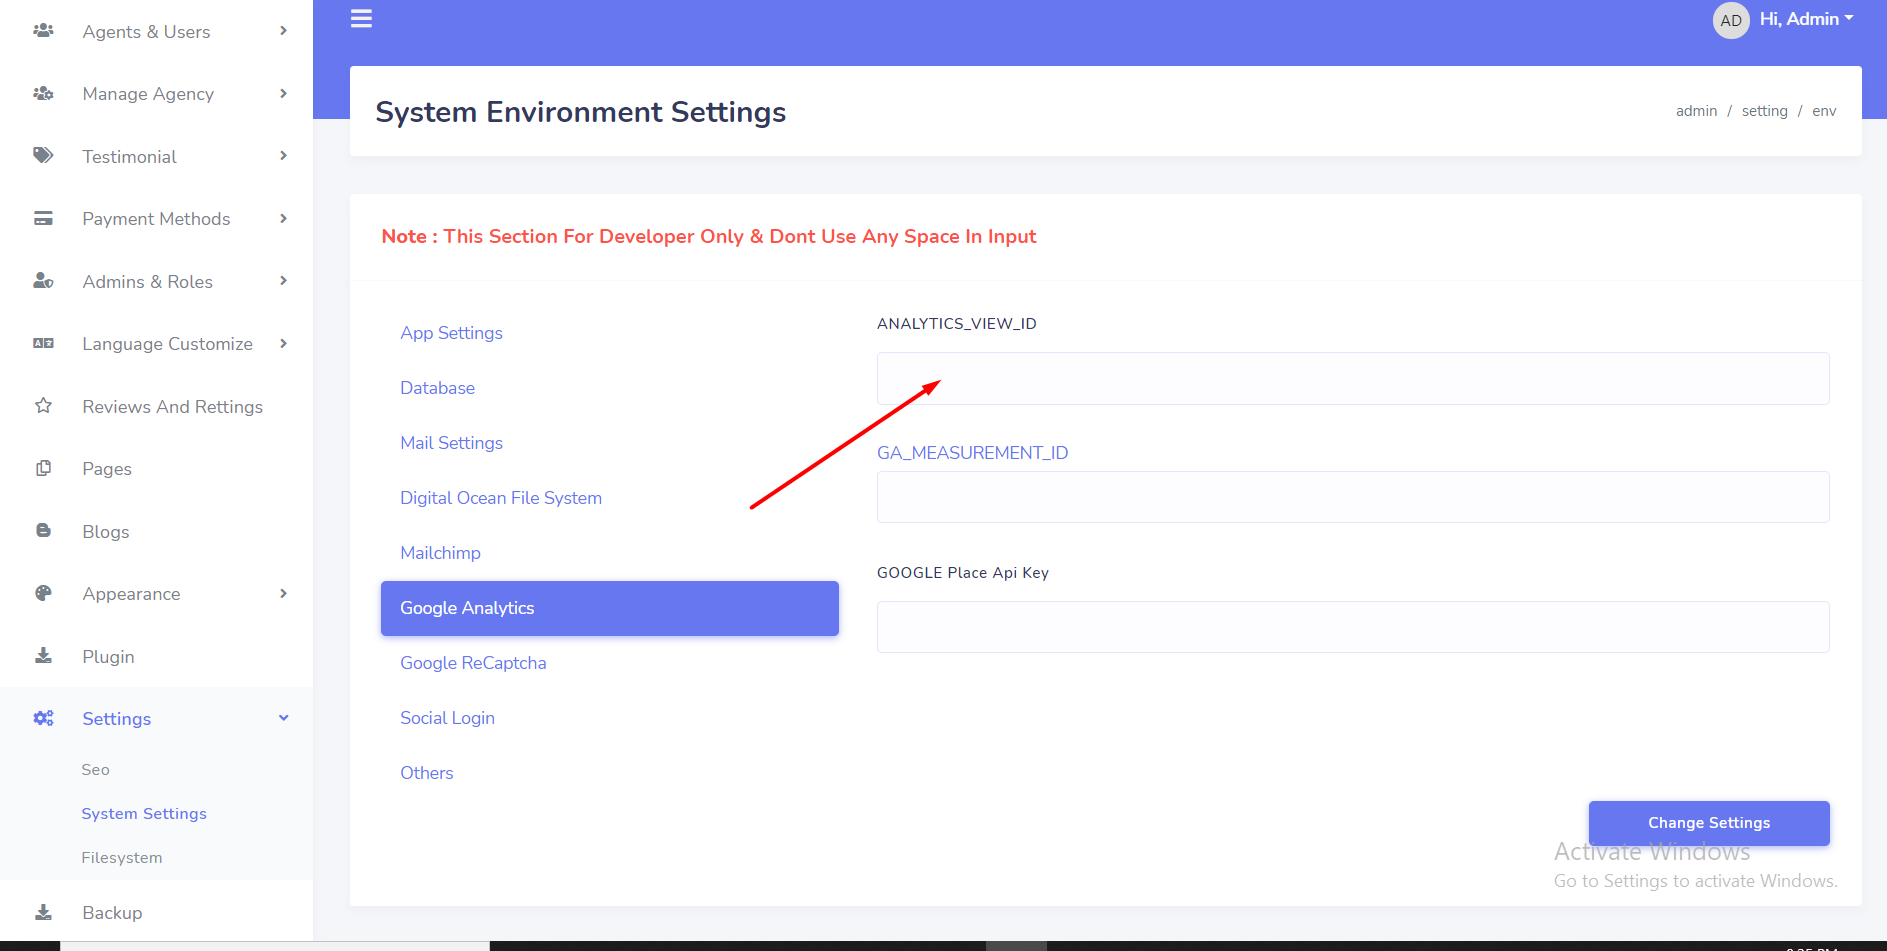 Agents & Users
Manage Agency
Testimonial
Payment Methods
Admins & Roles
Language Customize
Reviews And Rettings
Pages
Blogs
Appearance
Plugin
Settings
Seo
System Settings
Filesystem
Backup
AD Hi, Admin
System Environment Settings
admin / setting / env
Note : This Section For Developer Only & Dont Use Any Space In Input
App Settings
Database
Mail Settings
Digital Ocean File System
Mailchimp
Google Analytics
Google ReCaptcha
Social Login
Others
ANALYTICS_VIEW_ID
GA_MEASUREMENT_ID
GOOGLE Place Api Key
Change Settings
Activate Windows
Go to Settings to activate Windows.